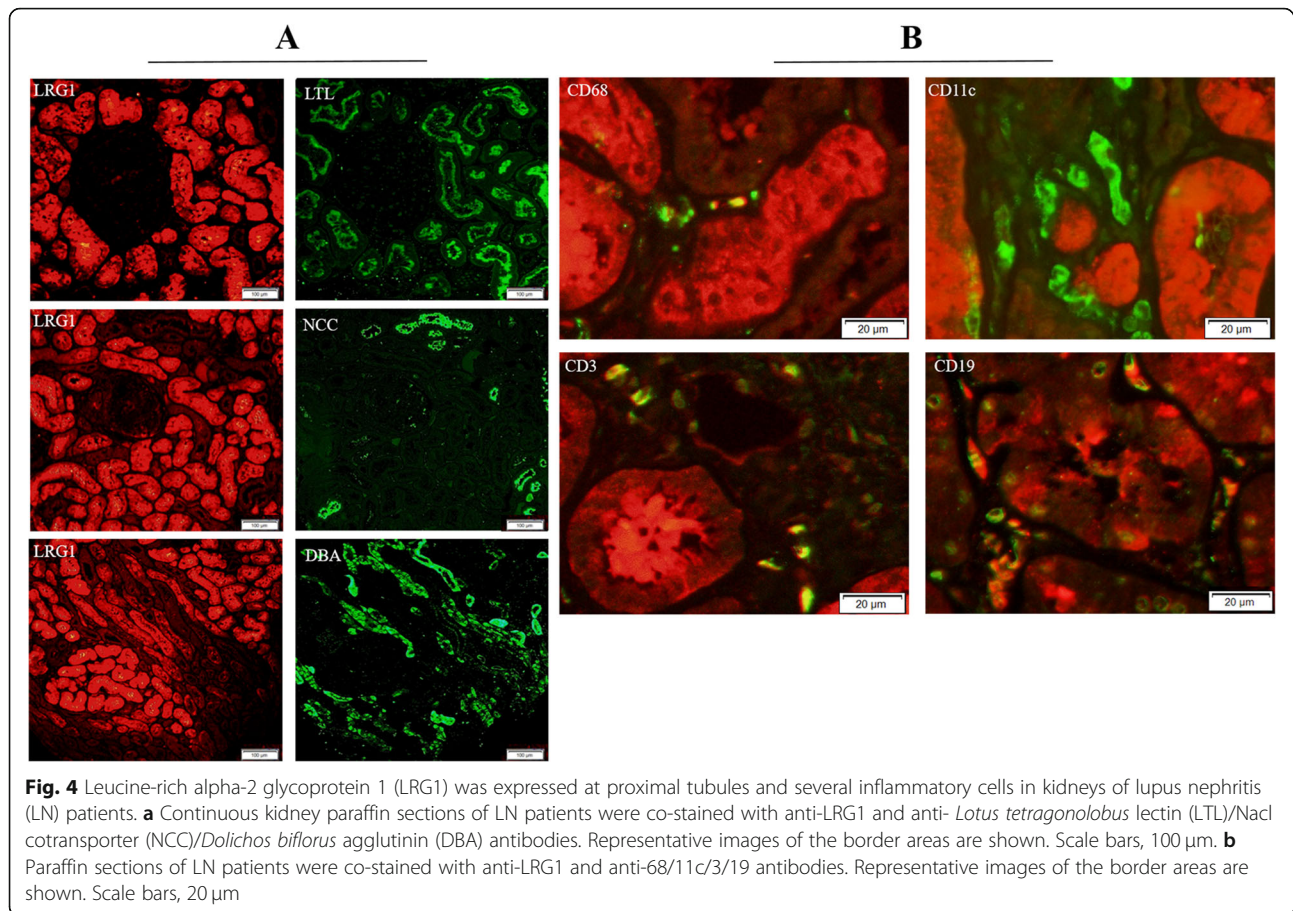 A
B
LRG1
LTL
CD68
CD11c
100 μm
100 μm
20 μm
20 μm
LRG1
NCC
CD3
CD19
100 μm
100 μm
20 μm
20 μm
LRG1
DBA
100 μm
100 μm
Fig. 4 Leucine-rich alpha-2 glycoprotein 1 (LRG1) was expressed at proximal tubules and several inflammatory cells in kidneys of lupus nephritis
(LN) patients. a Continuous kidney paraffin sections of LN patients were co-stained with anti-LRG1 and anti- Lotus tetragonolobus lectin (LTL)/Nacl
cotransporter (NCC)/Dolichos biflorus agglutinin (DBA) antibodies. Representative images of the border areas are shown. Scale bars, 100 μm. b
Paraffin sections of LN patients were co-stained with anti-LRG1 and anti-68/11c/3/19 antibodies. Representative images of the border areas are
shown. Scale bars, 20 μm